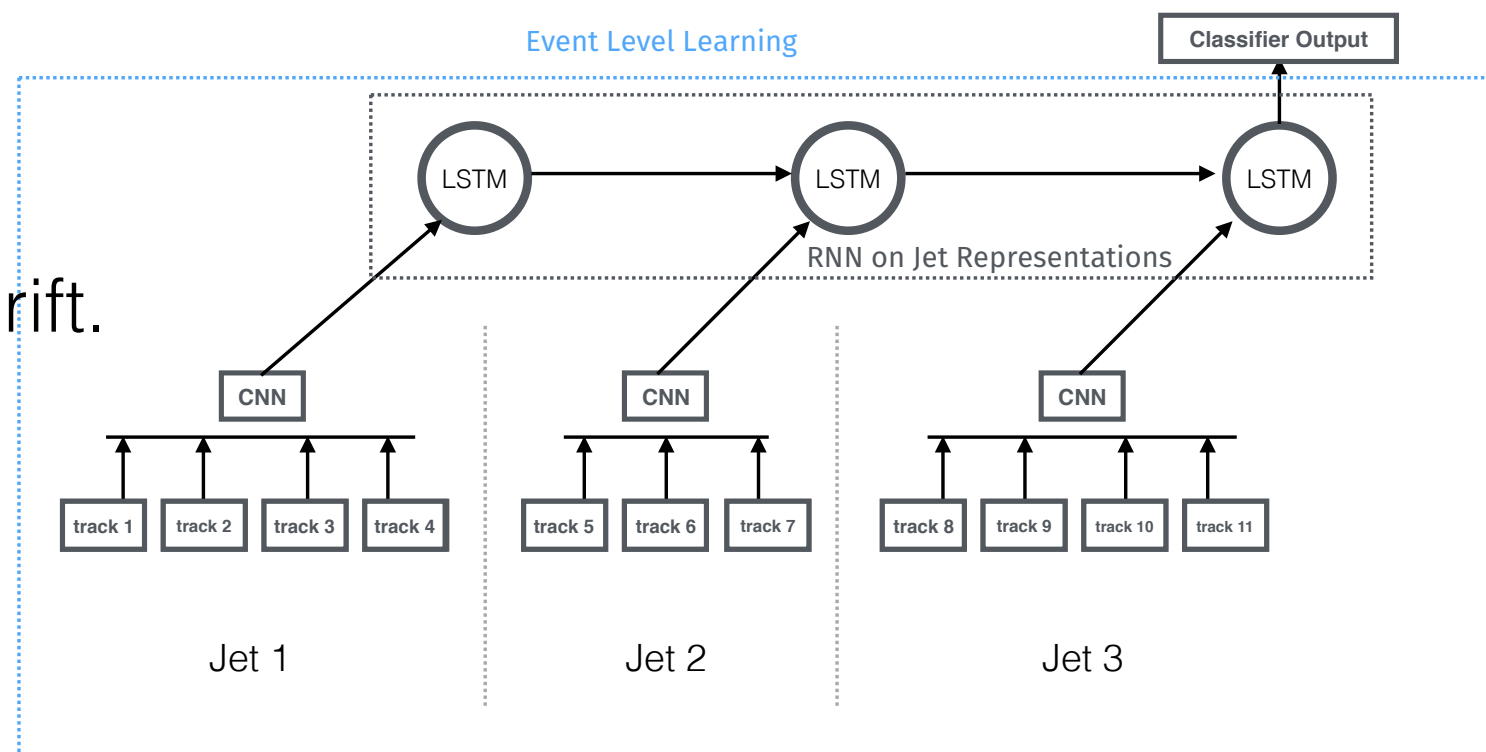 Event Level Learning
Classifier Output
LSTM
LSTM
LSTM
RNN on Jet Representations
rift.
CNN
CNN
CNN
track 1
track 2
track 3
track 4
track 5
track 6
track 7
track 8
track 9
track 10
track 11
Jet 1
Jet 2
Jet 3